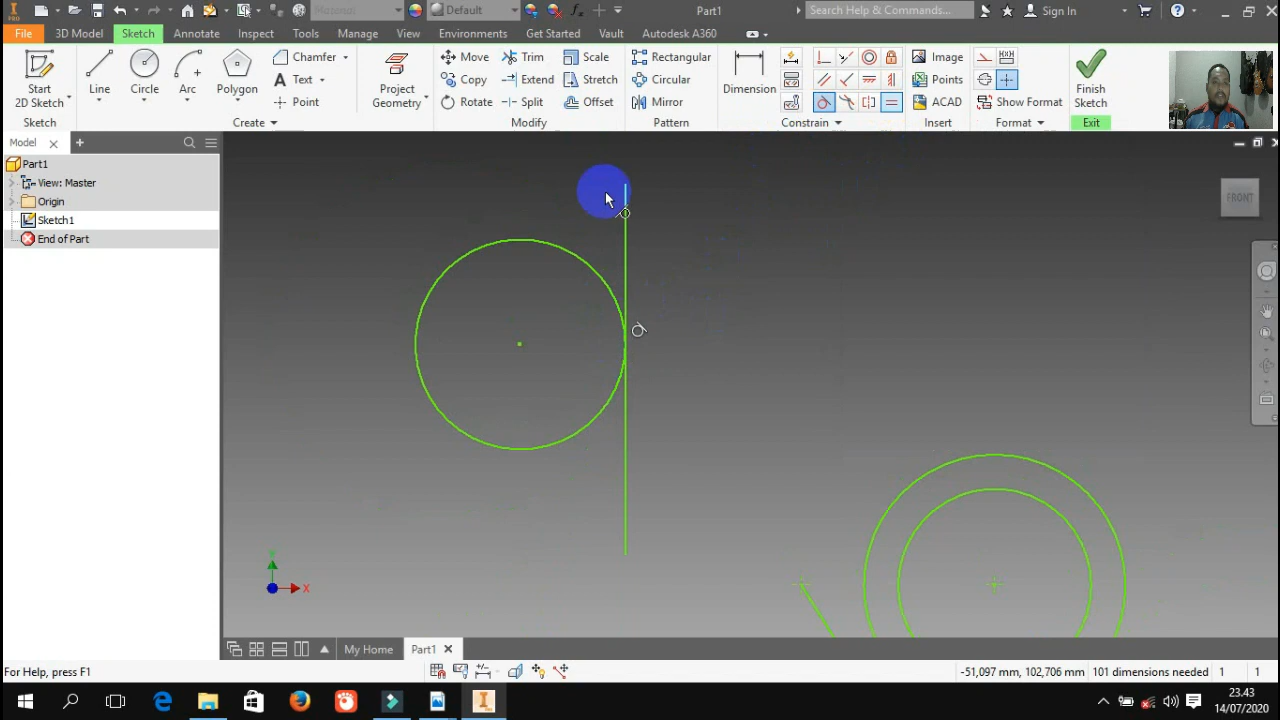 PRO
Material
Default
Part1
Search Help & Commands...
Sign In
File
3D Model
Sketch
Annotate
Inspect
Tools
Manage
View
Environments
Get Started
Vault
Autodesk A360
Start
2D Sketch
Line
Circle
Arc
Polygon
Chamfer
Text
Point
Project
Geometry
Move
Copy
Rotate
Trim
Extend
Split
Scale
Stretch
Offset
Rectangular
Circular
Mirror
Dimension
Image
Points
ACAD
Show Format
Finish
Sketch
Sketch
Create
Modify
Pattern
Constrain
Insert
Format
Exit
Model
Part1
View: Master
Origin
Sketch1
End of Part
FRONT
Y
X
My Home
Part1
For Help, press F1
-51,097 mm, 102,706 mm
101 dimensions needed
1
1
23.43
14/07/2020